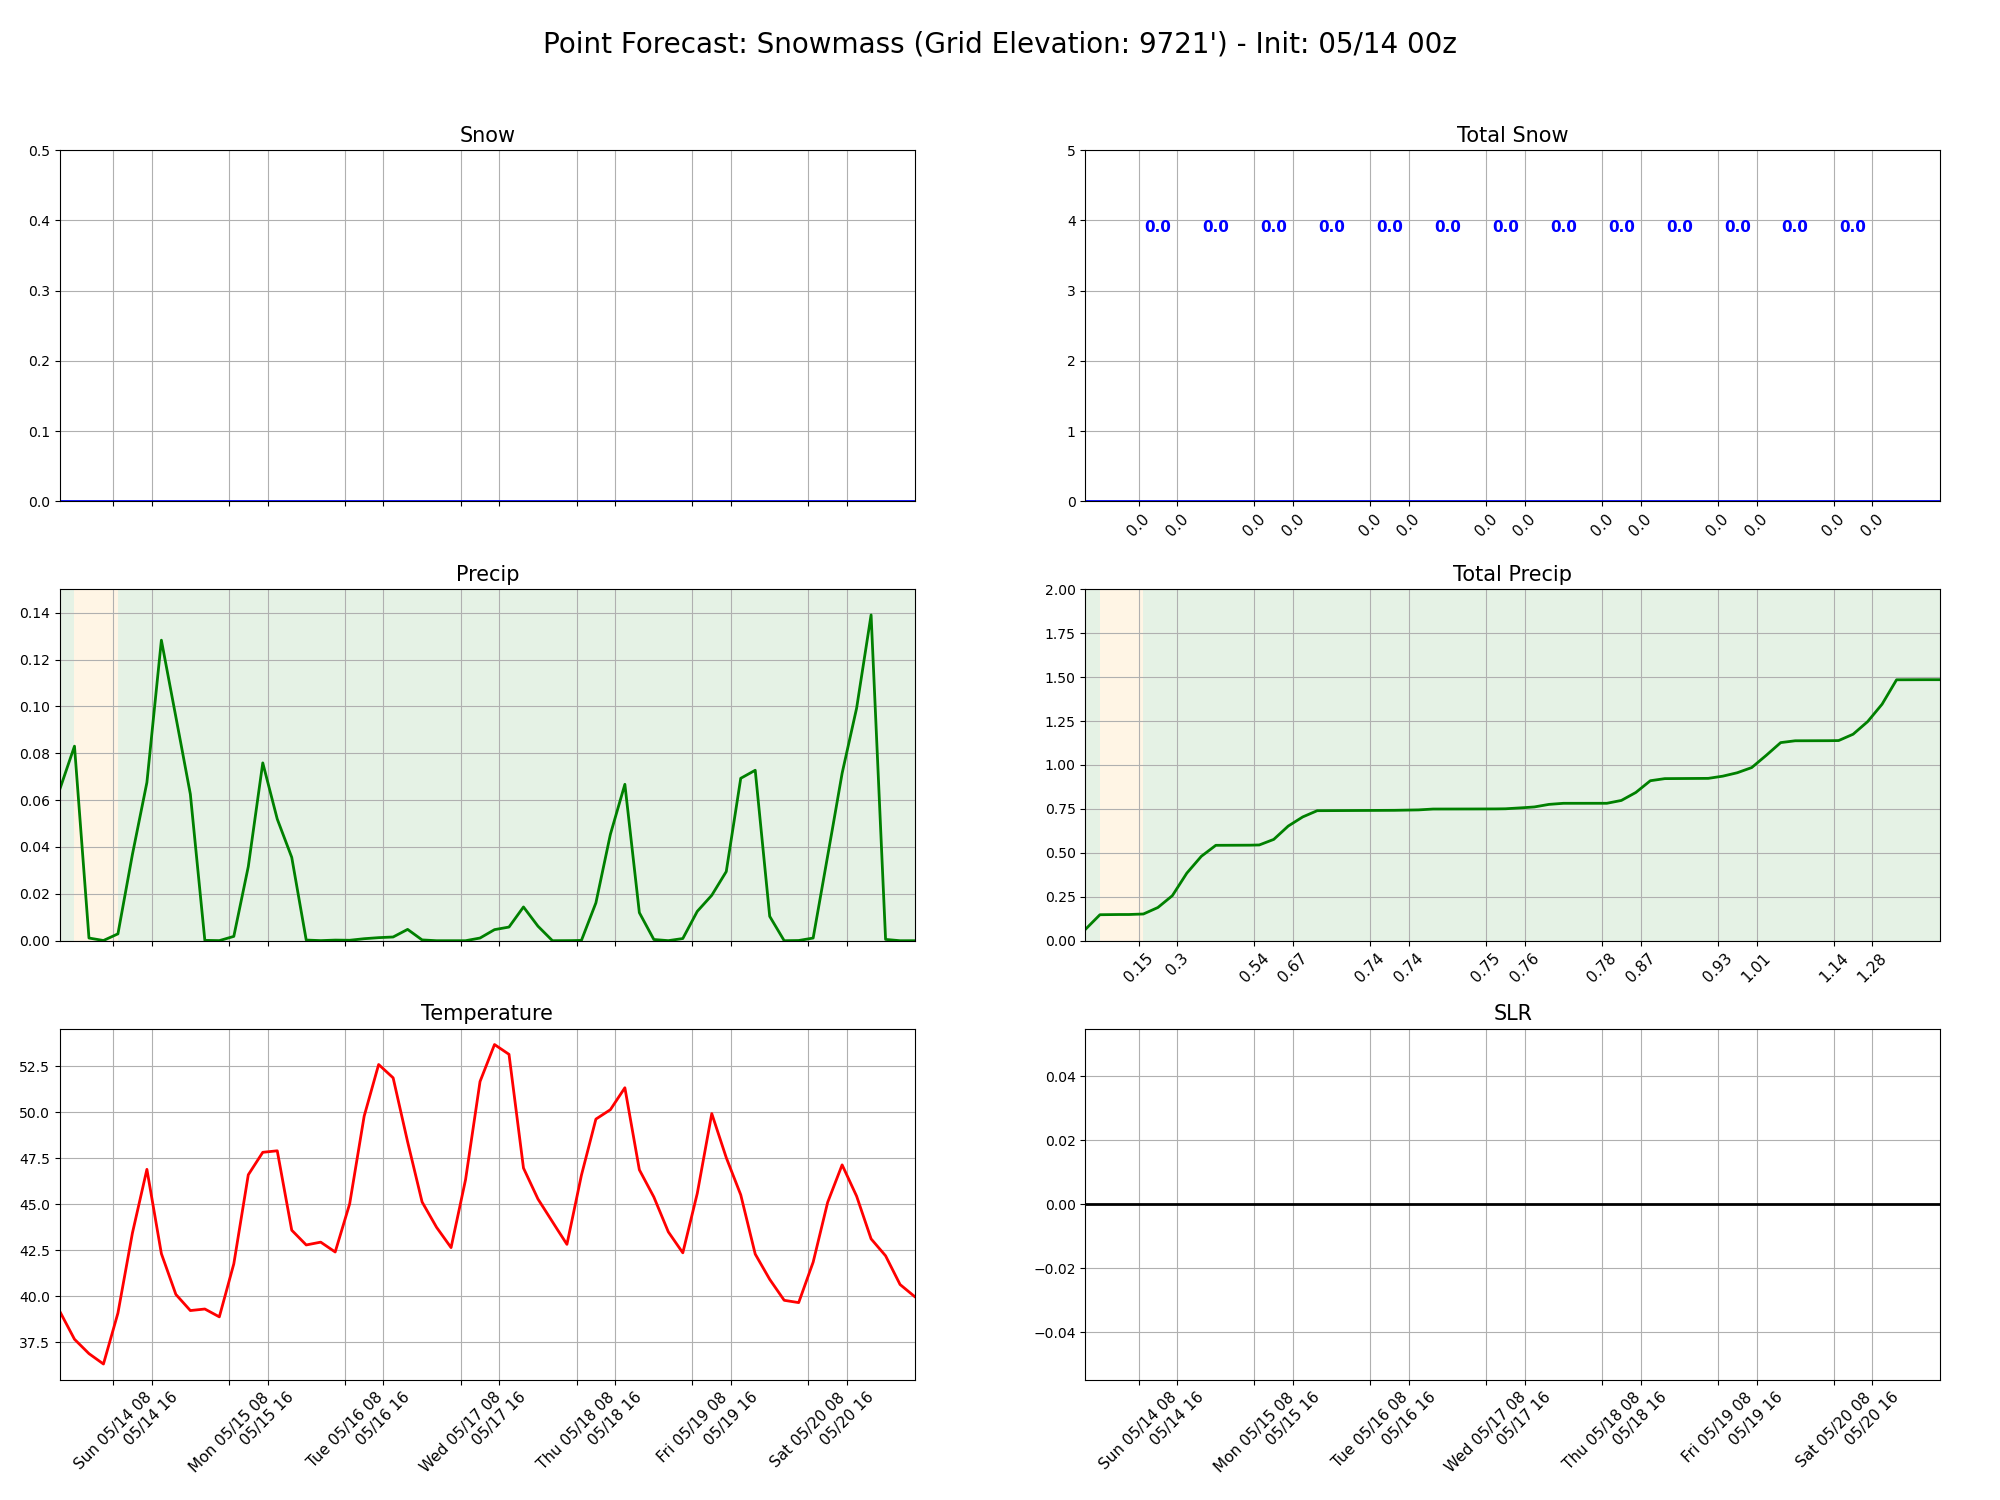 Point Forecast: Snowmass (Grid Elevation: 9721') - Init: 05/14 00z
Snow
0.5
0.4
0.3
0.2
0.1
0.0
Total Snow
5
4
3
2
1
0
0.0 0.0 0.0 0.0 0.0 0.0 0.0 0.0 0.0 0.0 0.0 0.0 0.0
0.0 0.0 0.0 0.0 0.0 0.0 0.0 0.0 0.0 0.0 0.0 0.0 0.0 0.0
Precip
0.14
0.12
0.10
0.08
0.06
0.04
0.02
0.00
Total Precip
2.00
1.75
1.50
1.25
1.00
0.75
0.50
0.25
0.00
0.15 0.3 0.54 0.67 0.74 0.74 0.75 0.76 0.78 0.87 0.93 1.01 1.14 1.28
Temperature
52.5
50.0
47.5
45.0
42.5
40.0
37.5
Sun 05/14 08
05/14 16
Mon 05/15 08
05/15 16
Tue 05/16 08
05/16 16
Wed 05/17 08
05/17 16
Thu 05/18 08
05/18 16
Fri 05/19 08
05/19 16
Sat 05/20 08
05/20 16
SLR
0.04
0.02
0.00
−0.02
−0.04
Sun 05/14 08
05/14 16
Mon 05/15 08
05/15 16
Tue 05/16 08
05/16 16
Wed 05/17 08
05/17 16
Thu 05/18 08
05/18 16
Fri 05/19 08
05/19 16
Sat 05/20 08
05/20 16